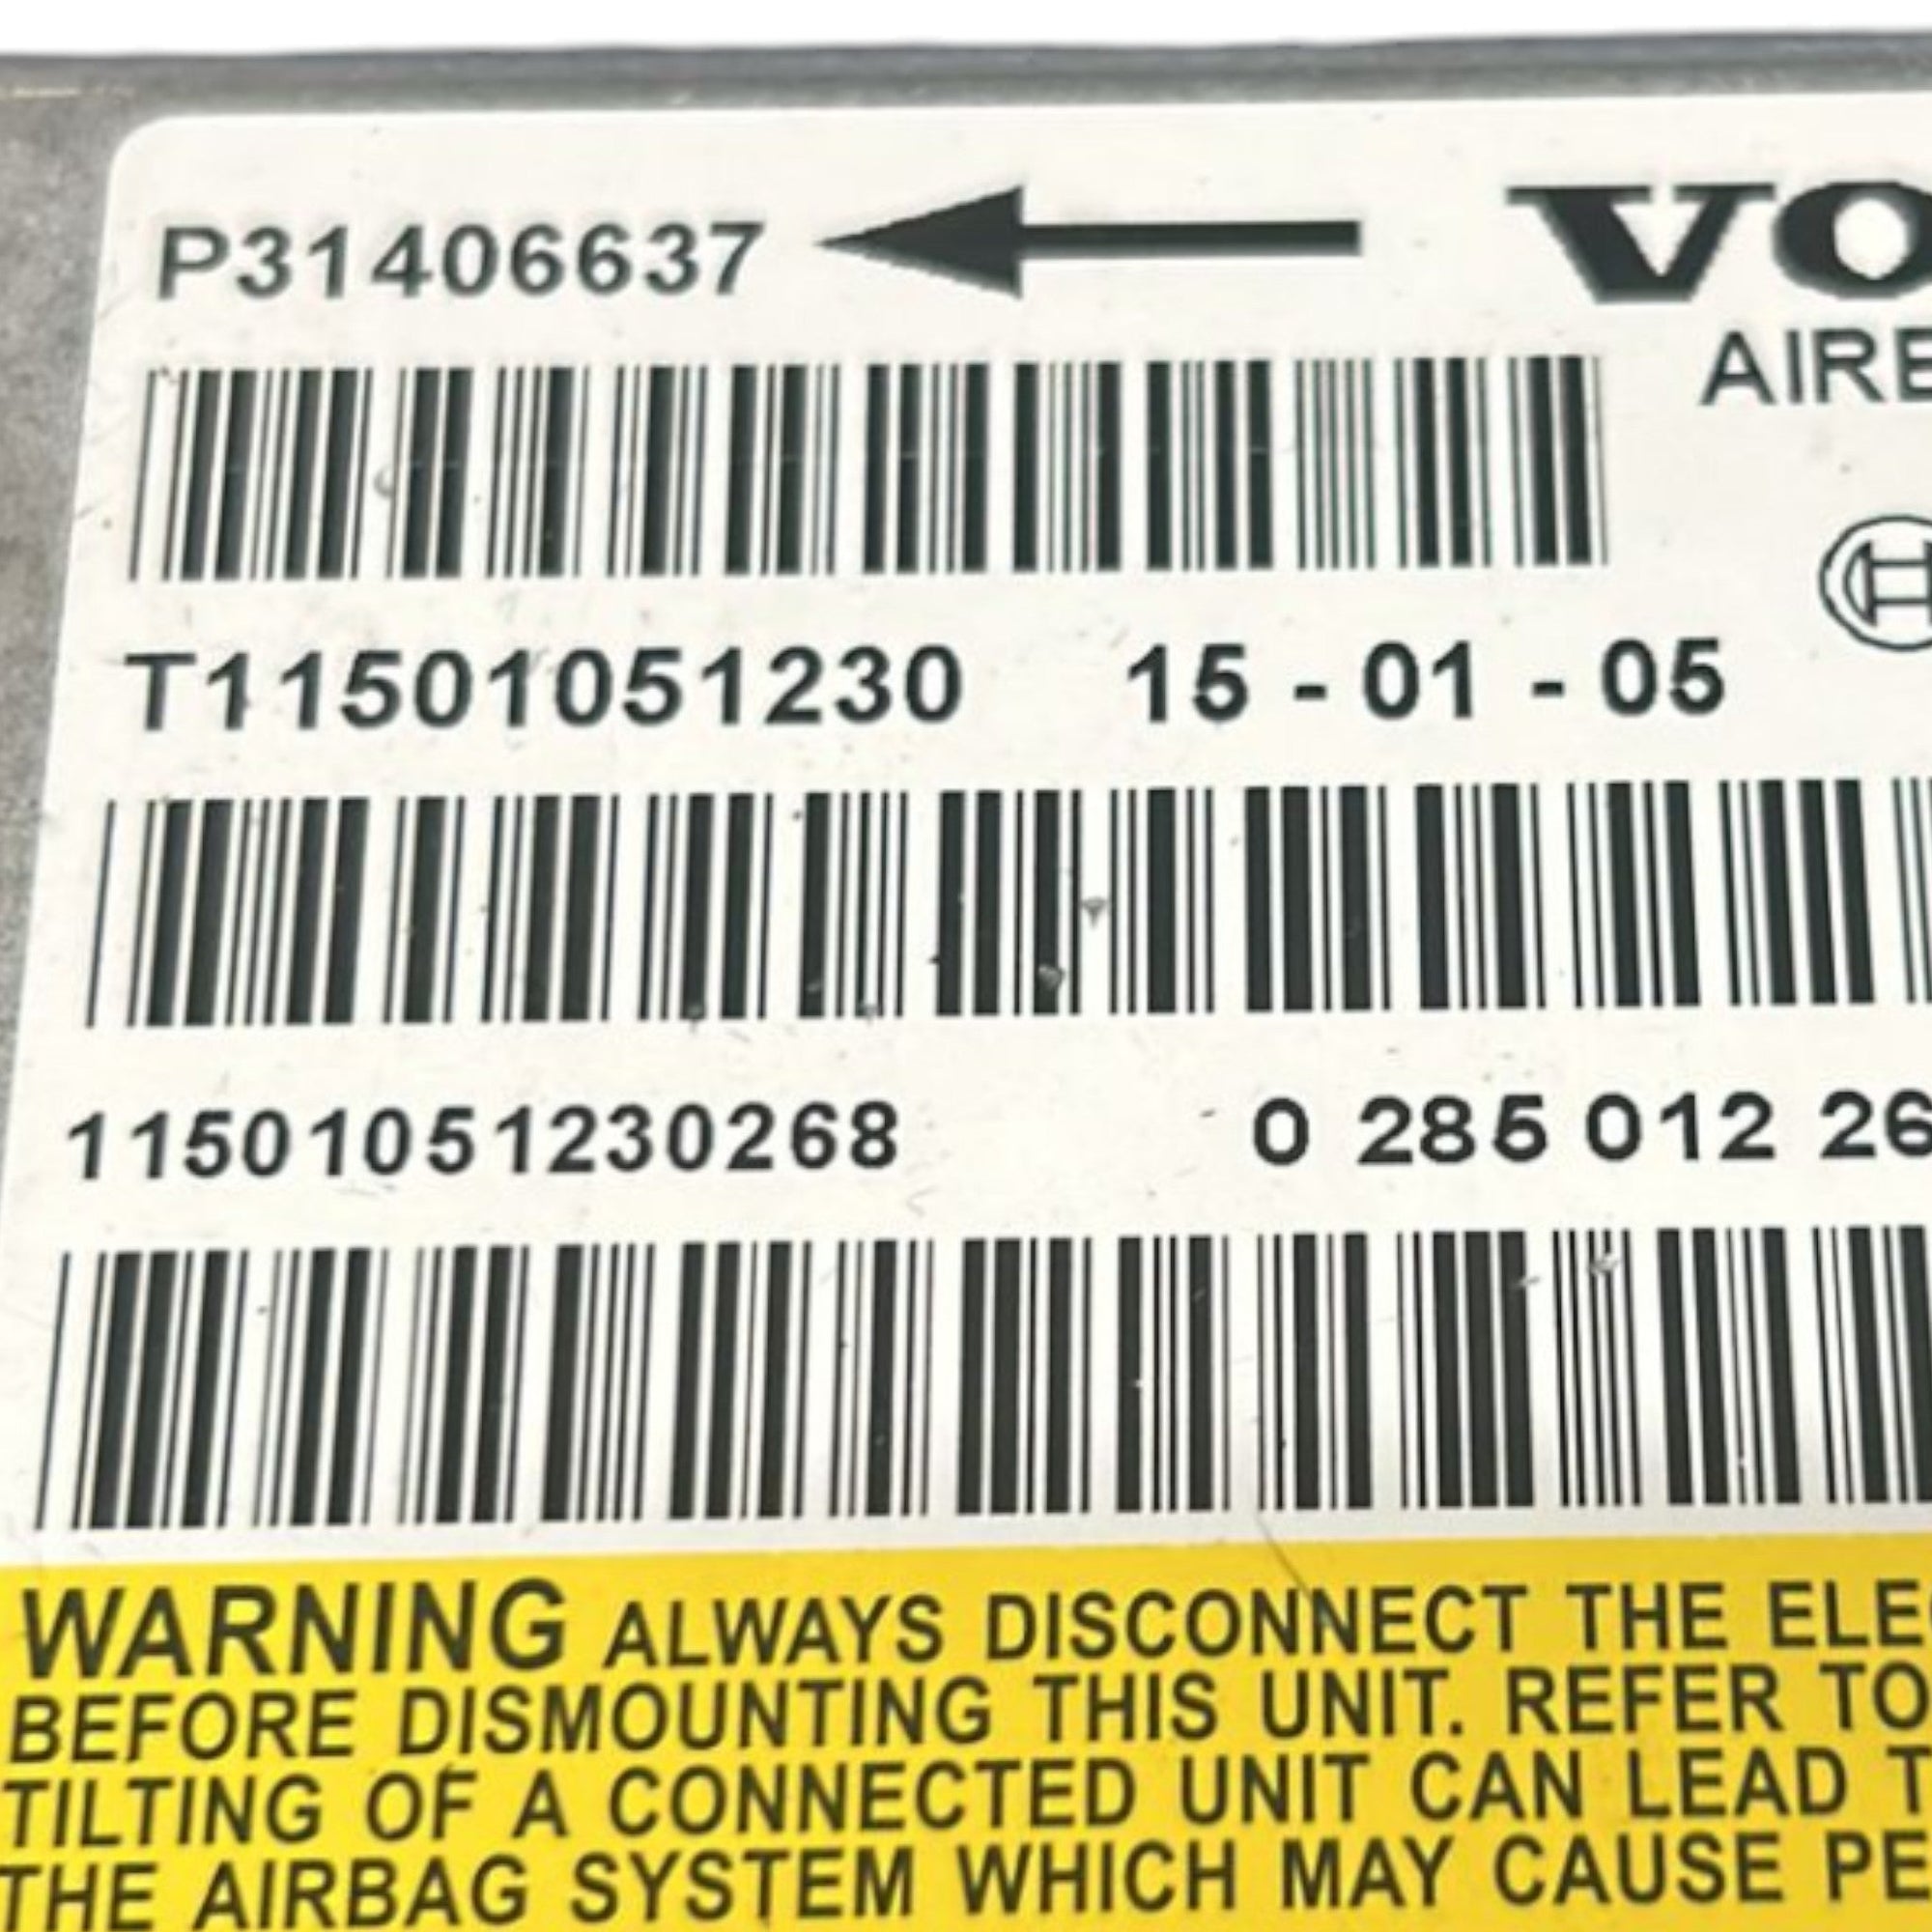 P31406637 VO
AIRB
T11501051230 15 - 01 - 05
11501051230268 0 285 012 26
WARNING ALWAYS DISCONNECT THE ELE
BEFORE DISMOUNTING THIS UNIT. REFER TO
TILTING OF A CONNECTED UNIT CAN LEAD T
THE AIRBAG SYSTEM WHICH MAY CAUSE PE